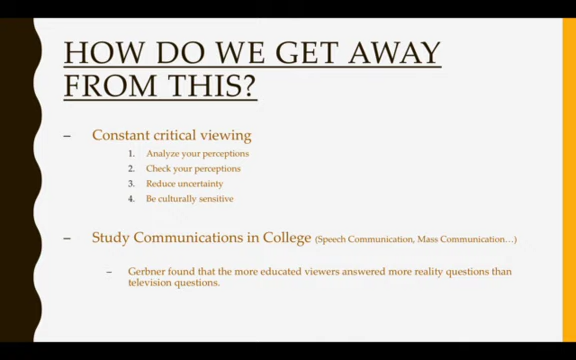 HOW DO WE GET AWAY
FROM THIS?
– Constant critical viewing
1. Analyze your perceptions
2. Check your perceptions
3. Reduce uncertainty
4. Be culturally sensitive
– Study Communications in College (Speech Communication, Mass Communication…)
– Gerbner found that the more educated viewers answered more reality questions than
television questions.